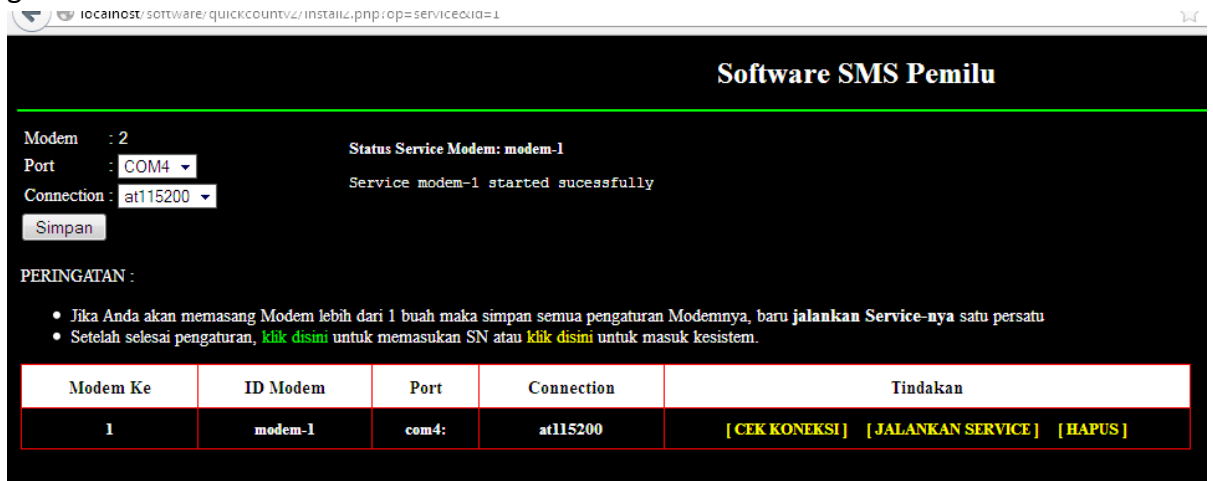 localhost/software/quickcountv2/install2.php?op=service&id=1
Software SMS Pemilu
Modem : 2
Port : COM4
Connection : at115200
Simpan
Status Service Modem: modem-1
Service modem-1 started sucessfully
PERINGATAN :
• Jika Anda akan memasang Modem lebih dari 1 buah maka simpan semua pengaturan Modemnya, baru jalankan Service-nya satu persatu
• Setelah selesai pengaturan, klik disini untuk memasukan SN atau klik disini untuk masuk kesistem.
Modem Ke ID Modem Port Connection Tindakan
1 modem-1 com4: at115200 [ CEK KONEKSI ] [ JALANKAN SERVICE ] [ HAPUS ]